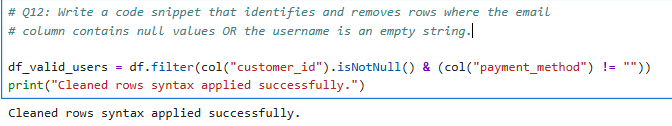 # Q12: Write a code snippet that identifies and removes rows where the email
# column contains null values OR the username is an empty string.
df_valid_users = df.filter(col("customer_id").isNotNull() & (col("payment_method") != ""))
print("Cleaned rows syntax applied successfully.")
Cleaned rows syntax applied successfully.